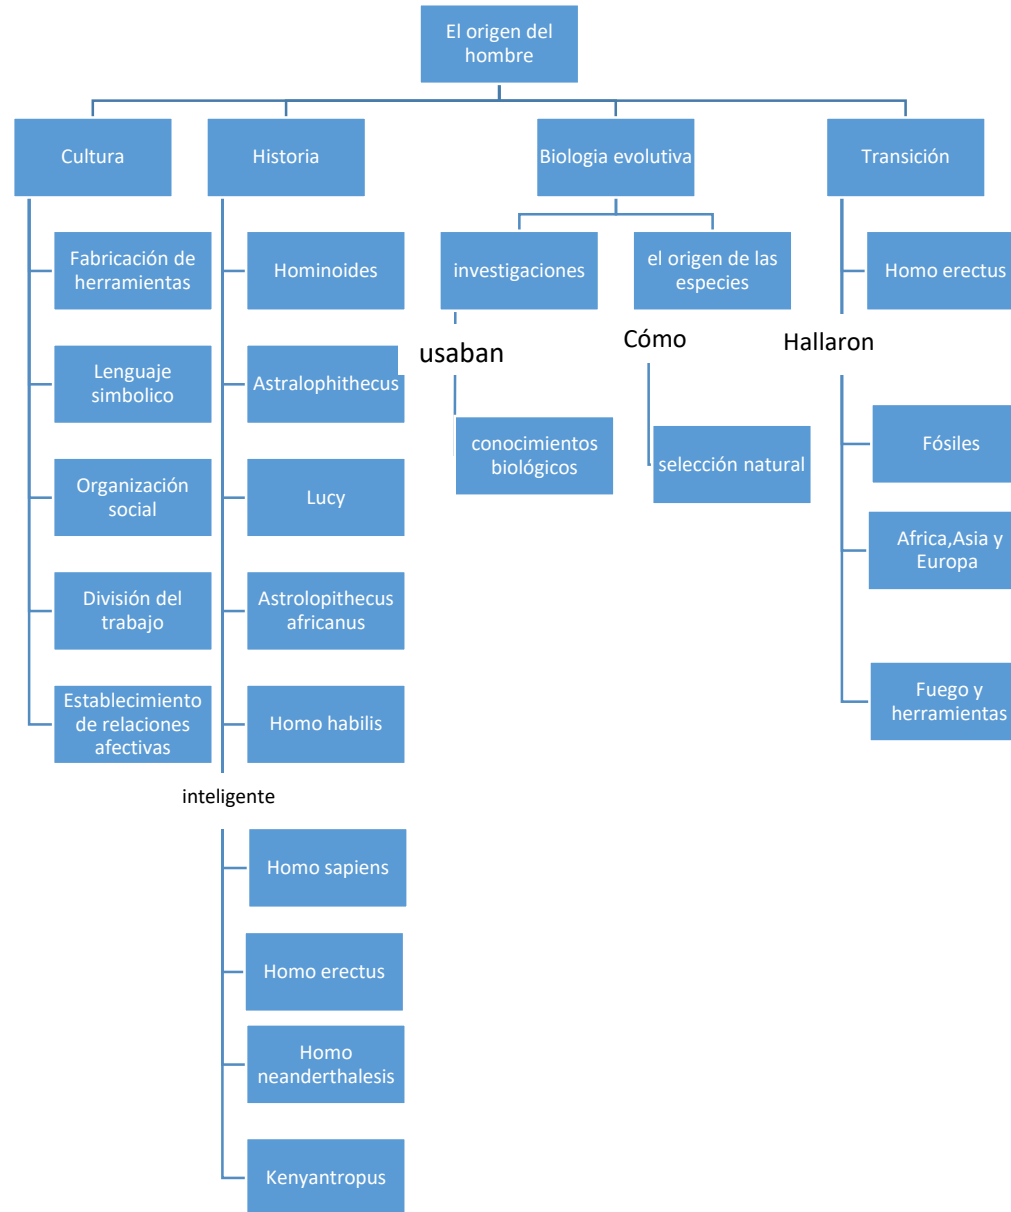 El origen del
hombre
Cultura
Historia
Biologia evolutiva
Transición
Fabricación de
herramientas
Lenguaje
simbolico
Organización
social
División del
trabajo
Establecimiento
de relaciones
afectivas
Hominoides
Astralophithecus
Lucy
Astrolopithecus
africanus
Homo habilis
inteligente
Homo sapiens
Homo erectus
Homo
neanderthalesis
Kenyantropus
investigaciones
usaban
conocimientos
biológicos
el origen de las
especies
Cómo
selección natural
Homo erectus
Hallaron
Fósiles
Africa,Asia y
Europa
Fuego y
herramientas